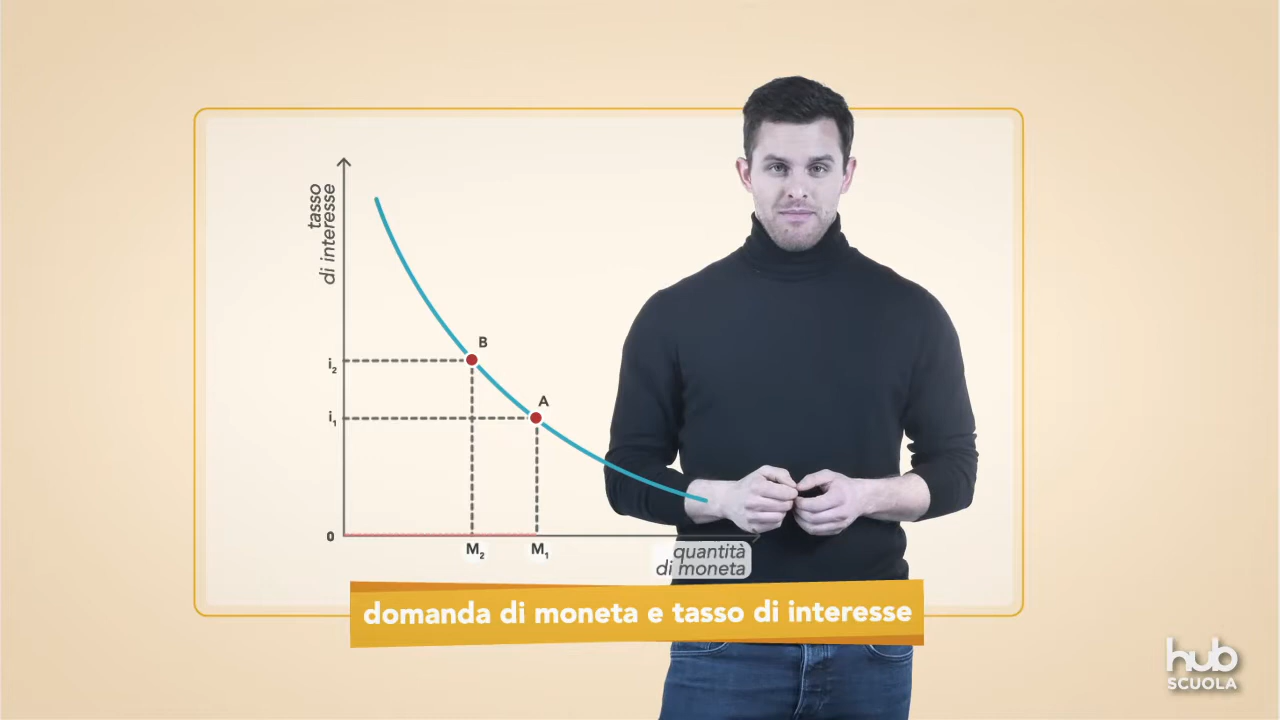 tasso
di interesse
B
i2
A
i1
0
M2
M1
quantità
di moneta
domanda di moneta e tasso di interesse
hub
SCUOLA